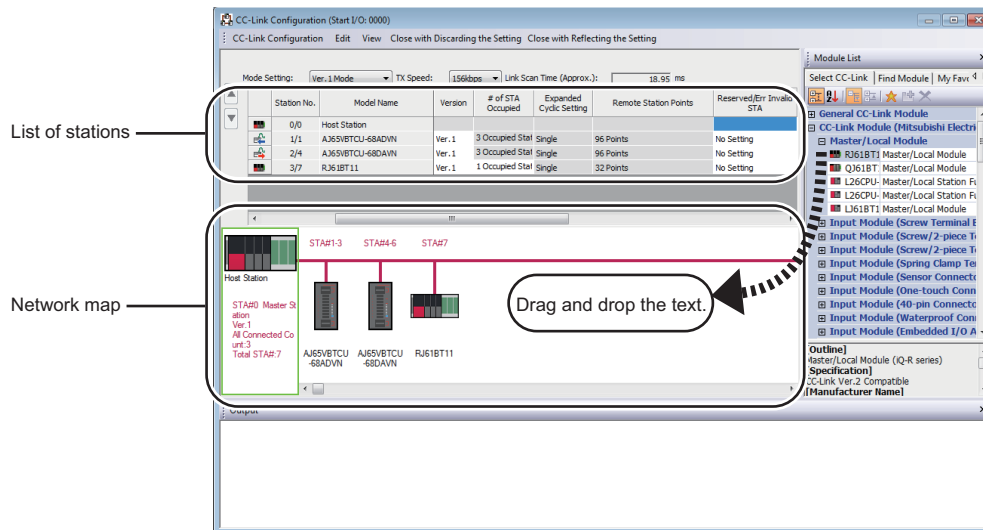 CC-Link Configuration (Start I/O: 0000)
CC-Link Configuration Edit View Close with Discarding the Setting Close with Reflecting the Setting
Mode Setting: Ver.1 Mode TX Speed: 156kbps Link Scan Time (Approx.): 18.95 ms
Station No. Model Name Version # of STA Occupied Expanded Cyclic Setting Remote Station Points Reserved/Err Invalid STA
0/0 Host Station
1/1 AJ65VBTCU-68ADVN Ver.1 3 Occupied Stat Single 96 Points No Setting
2/4 AJ65VBTCU-68DAVN Ver.1 3 Occupied Stat Single 96 Points No Setting
3/7 RJ61BT11 Ver.1 1 Occupied Stat Single 32 Points No Setting
List of stations
Network map
STA#1-3 STA#4-6 STA#7
Host Station
STA#0 Master St
ation
Ver.1
All Connected Co
unt:3
Total STA#:7
AJ65VBTCU
-68ADVN
AJ65VBTCU
-68DAVN
RJ61BT11
Drag and drop the text.
Output
Module List
Select CC-Link Find Module My Favo
General CC-Link Module
CC-Link Module (Mitsubishi Electri
Master/Local Module
RJ61BT1 Master/Local Module
QJ61BT1 Master/Local Module
L26CPU- Master/Local Station Fu
L26CPU- Master/Local Station Fu
LJ61BT1 Master/Local Module
Input Module (Screw Terminal B
Input Module (Screw/2-piece Te
Input Module (Screw/2-piece Te
Input Module (Spring Clamp Ter
Input Module (Sensor Connecto
Input Module (One-touch Conn
Input Module (40-pin Connecto
Input Module (Waterproof Conn
Input Module (Embedded I/O A
[Outline]
Master/Local Module (iQ-R series)
[Specification]
CC-Link Ver.2 Compatible
[Manufacturer Name]